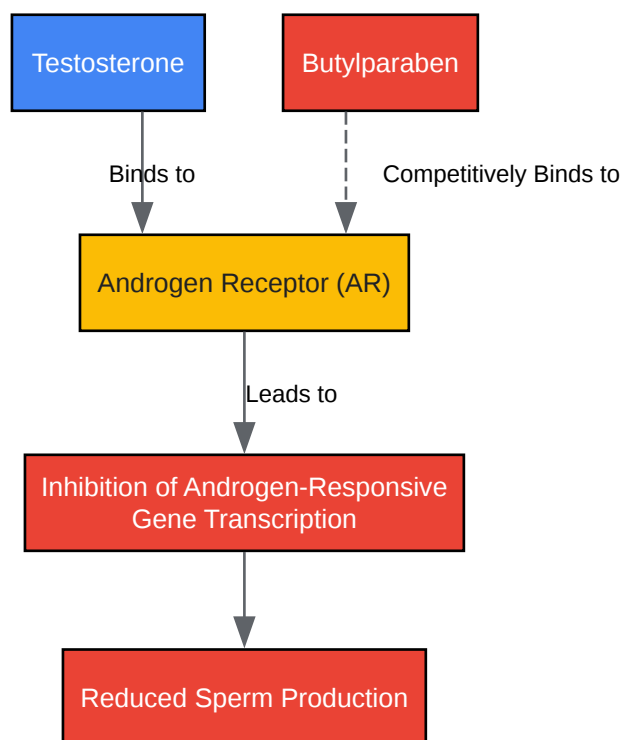 Testosterone
Butylparaben
Binds to
Competitively Binds to
Androgen Receptor (AR)
Leads to
Inhibition of Androgen-Responsive
Gene Transcription
Reduced Sperm Production